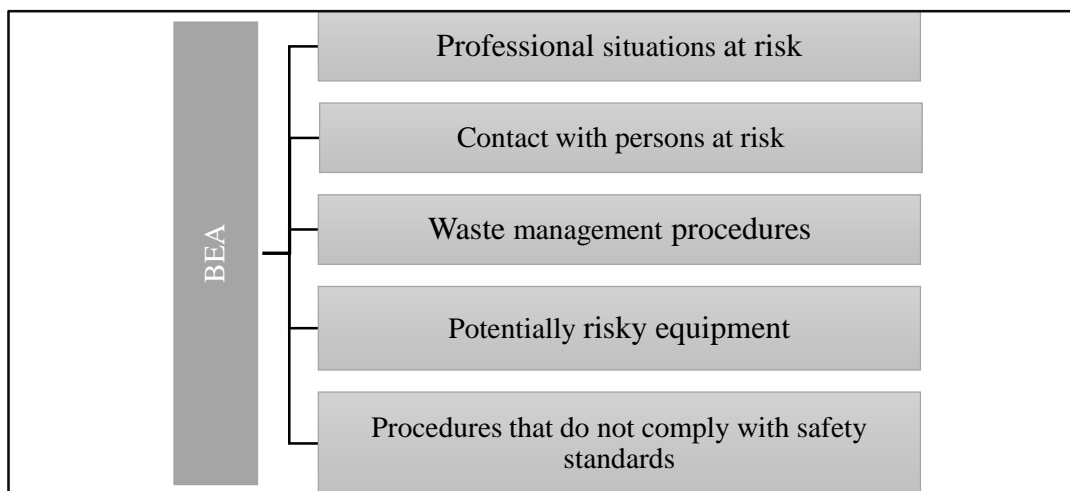 BEA
Professional situations at risk
Contact with persons at risk
Waste management procedures
Potentially risky equipment
Procedures that do not comply with safety
standards